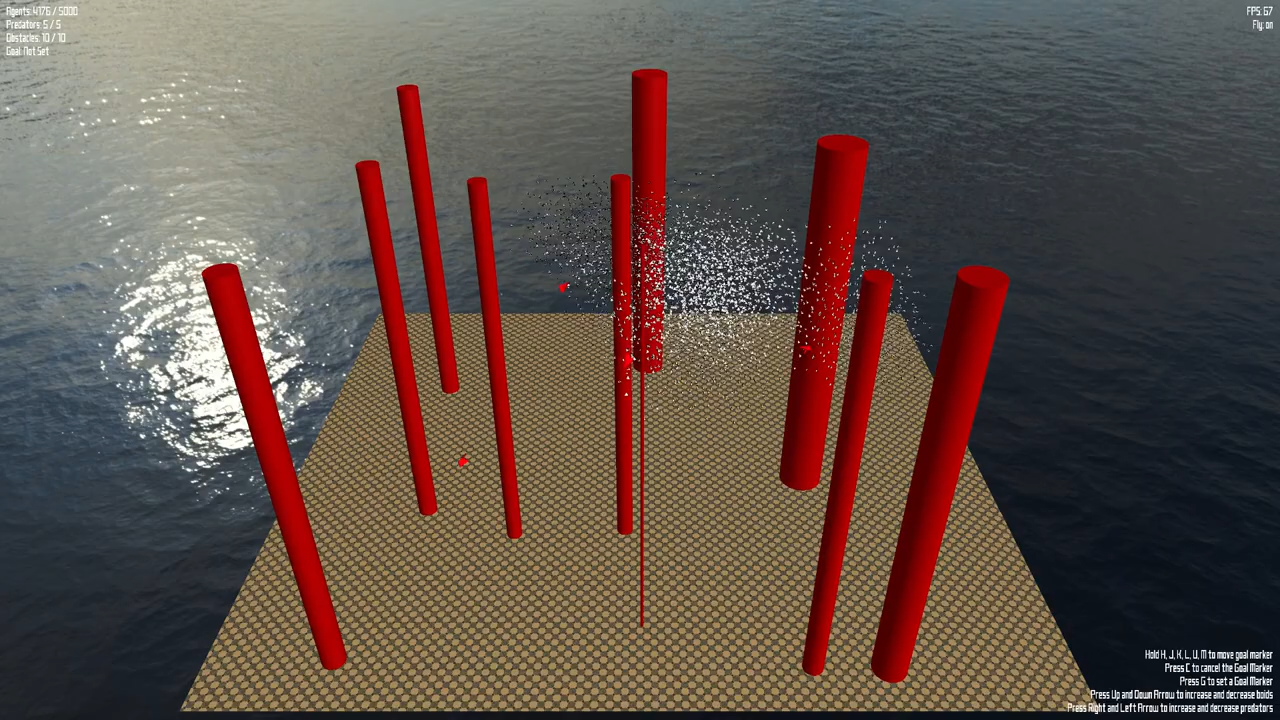 Agents: 4176 / 5000
Predators: 5 / 5
Obstacles: 10 / 10
Goal: Not Set
FPS: 67
Fly: on
Hold H, J, K, L, U, M to move goal marker
Press C to cancel the Goal Marker
Press G to set a Goal Marker
Press Up and Down Arrow to increase and decrease boids
Press Right and Left Arrow to increase and decrease predators